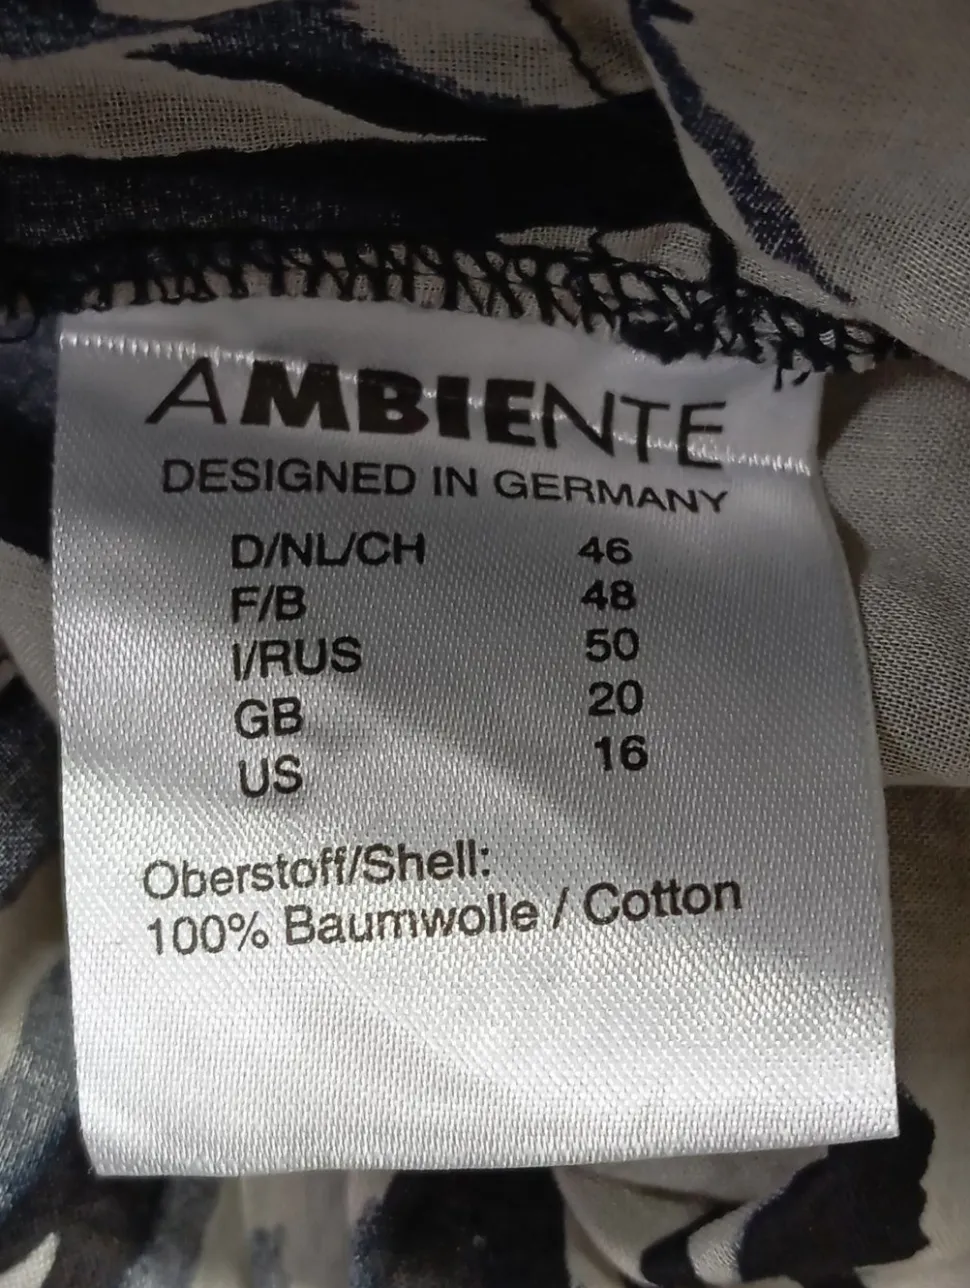 AMBIENTE
DESIGNED IN GERMANY
D/NL/CH 46
F/B 48
I/RUS 50
GB 20
US 16
Oberstoff/Shell:
100% Baumwolle / Cotton